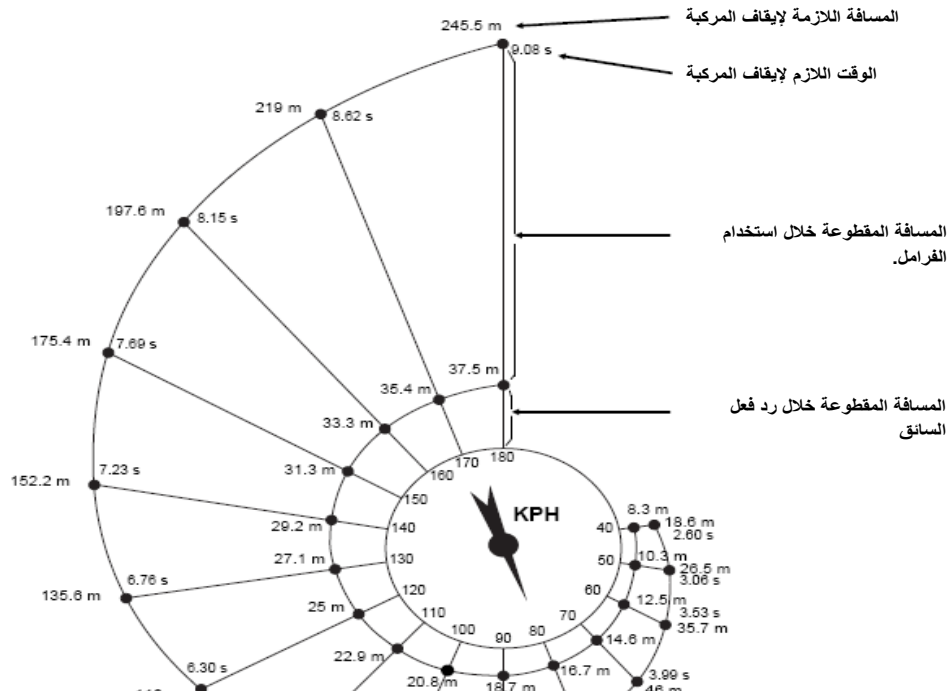 245.5 m
المسافة اللازمة لإيقاف المركبة
9.08 s
الوقت اللازم لإيقاف المركبة
219 m
8.62 s
197.6 m
8.15 s
المسافة المقطوعة خلال استخدام
الفرامل.
175.4 m
7.69 s
37.5 m
35.4 m
المسافة المقطوعة خلال رد فعل
السائق
33.3 m
31.3 m
180
170
160
150
152.2 m
7.23 s
29.2 m
140
KPH
40
8.3 m
18.6 m
2.60 s
27.1 m
130
50
10.3 m
26.5 m
3.06 s
135.6 m
6.76 s
25 m
120
60
12.5 m
3.53 s
35.7 m
110
100
90
80
70
14.6 m
22.9 m
20.8 m
18.7 m
16.7 m
6.30 s
3.99 s
46 m